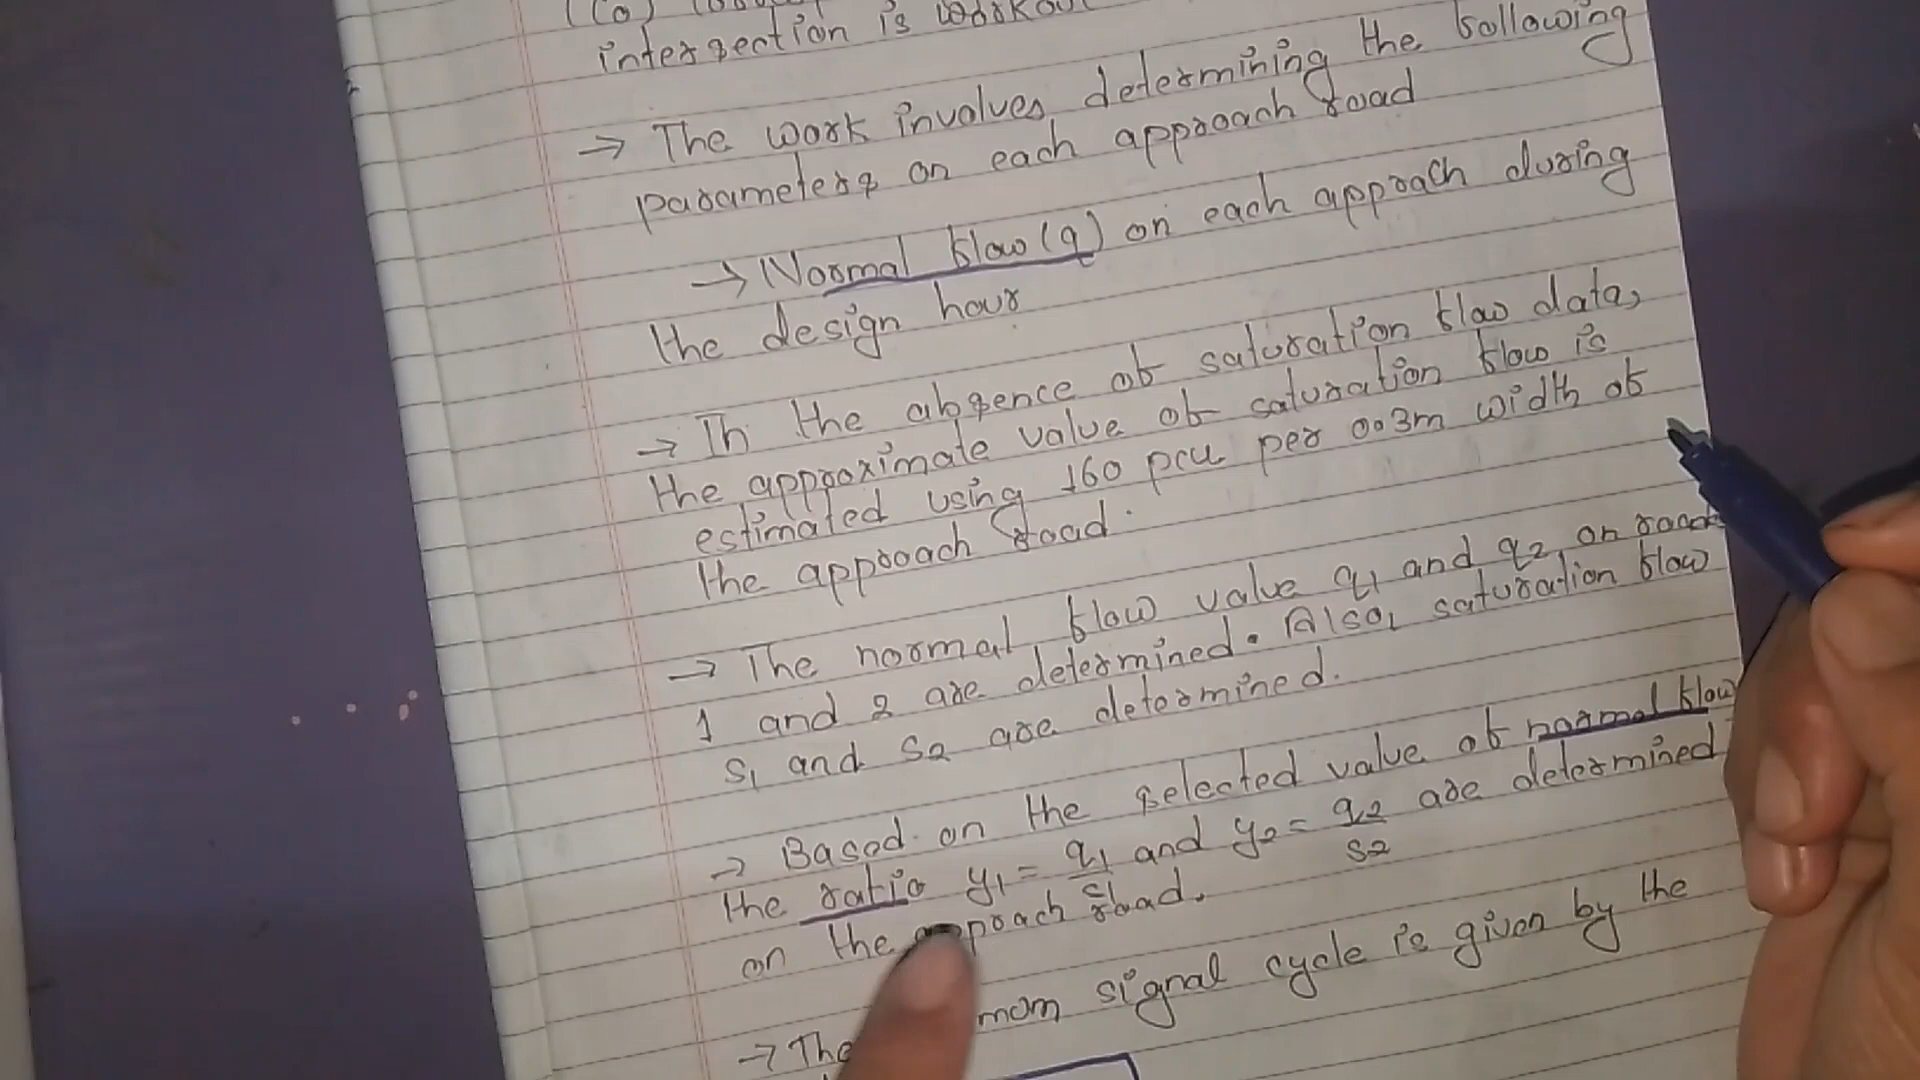 (Co)
intersection is workout
→ The work involves determining the following
parameters on each approach road
→ Normal flow (q) on each approach during
the design hour
→ In the absence of saturation flow data,
the approximate value of saturation flow is
estimated using 160 pcu per 0.3m width of
the approach road.
→ The normal flow value q1 and q2 on road
1 and 2 are determined. Also, saturation flow
s1 and s2 are determined.
→ Based on the selected value of normal flow
the ratio y1 = q1/s1 and y2 = q2/s2 are determined
on the approach road.
→ The mum signal cycle is given by the